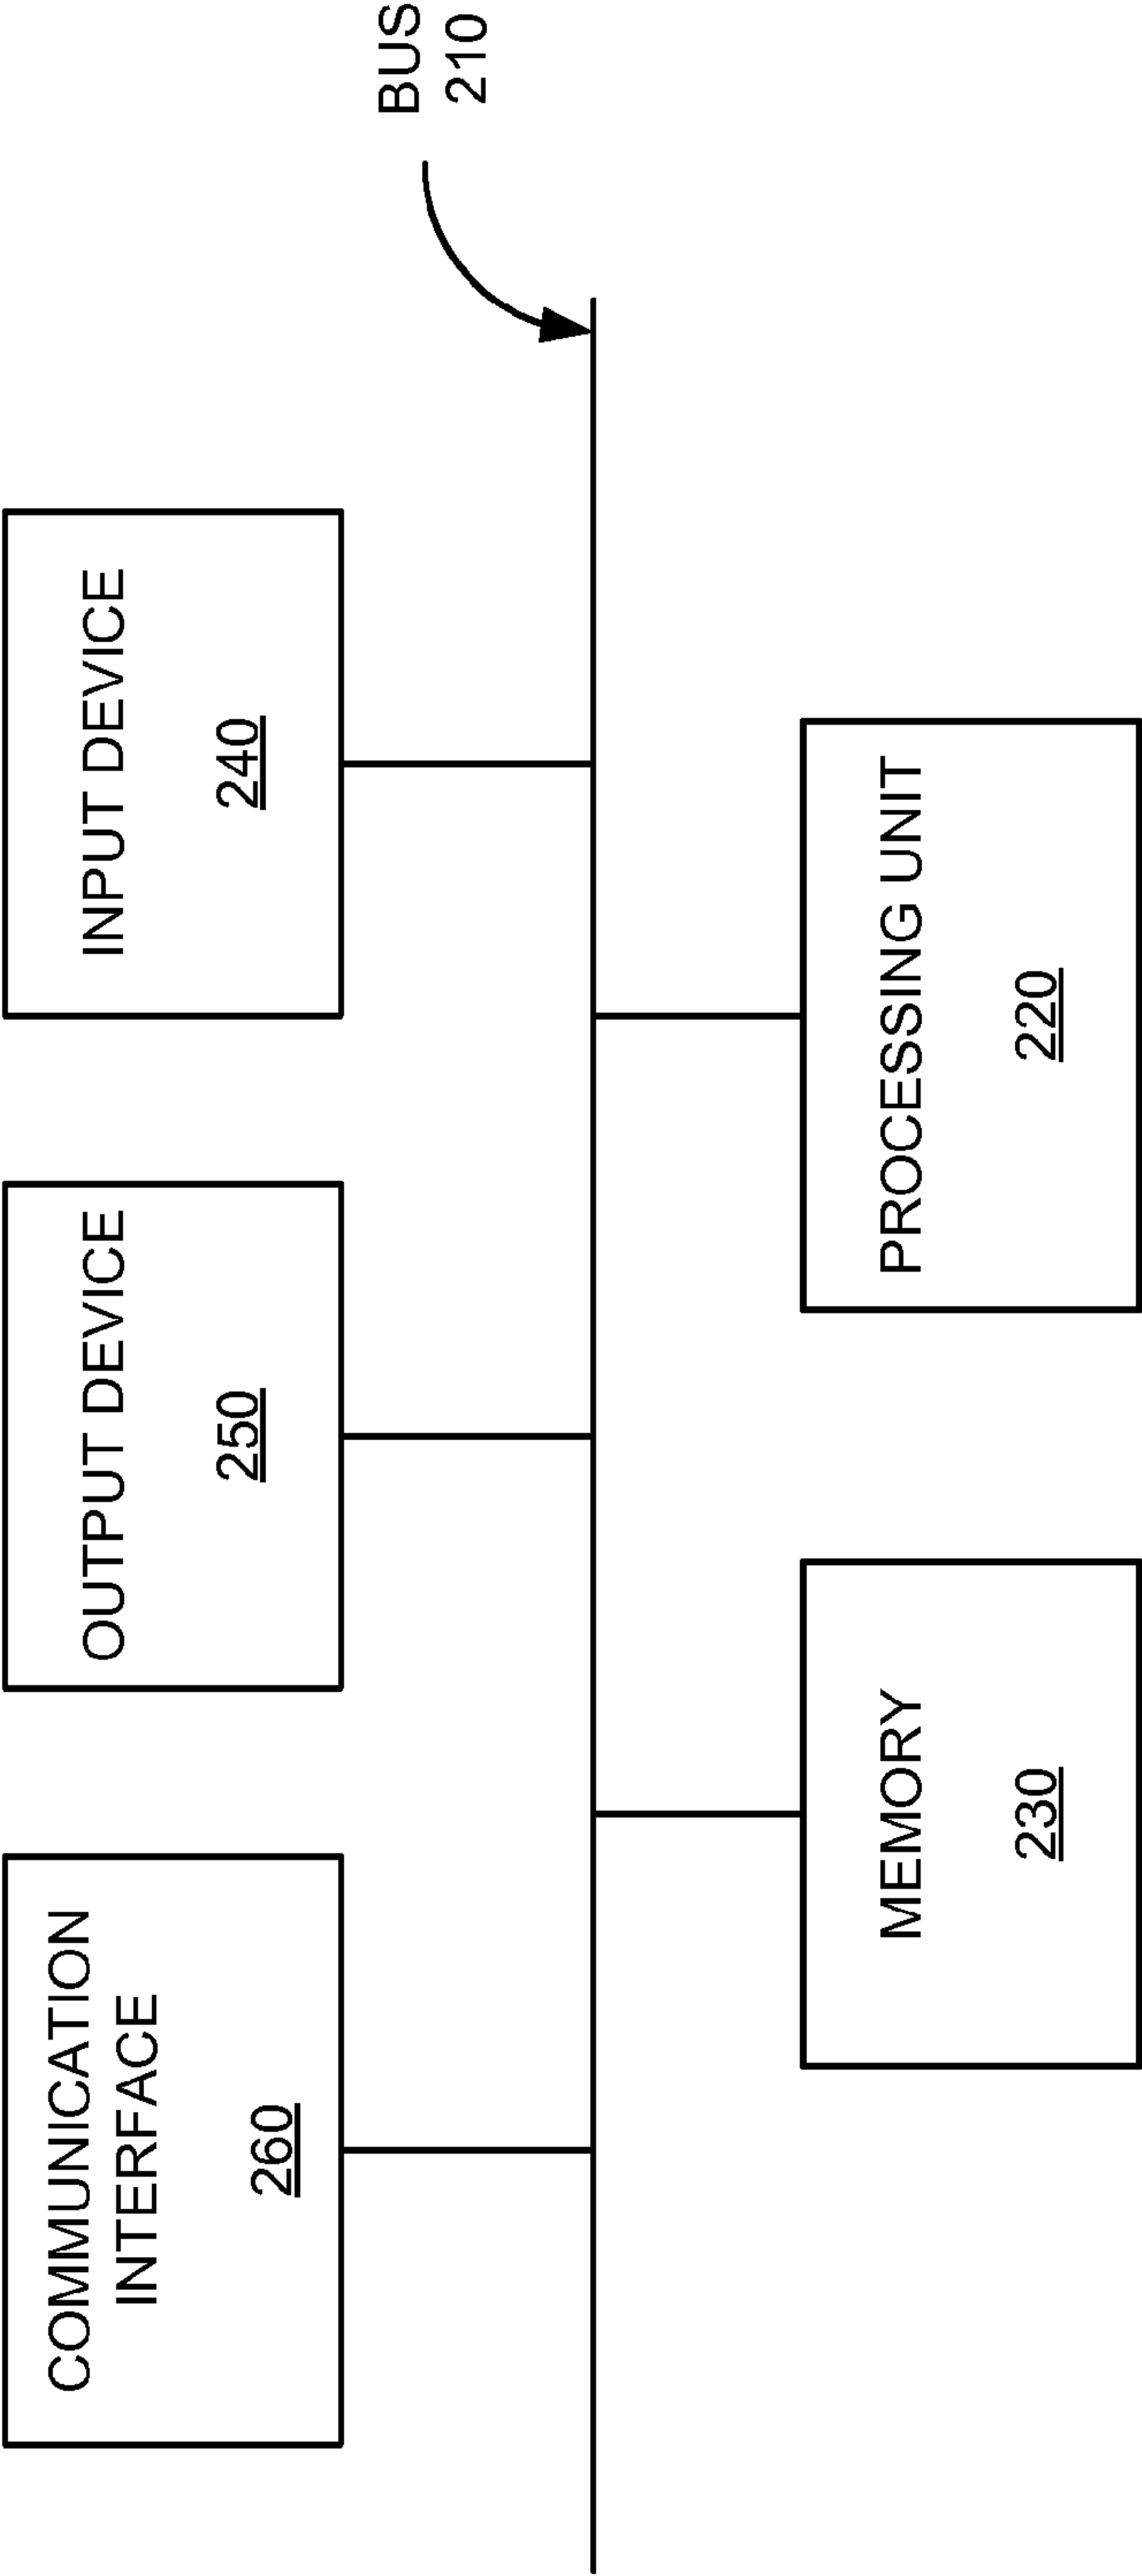 COMMUNICATION
INTERFACE
260
OUTPUT DEVICE
250
INPUT DEVICE
240
BUS
210
MEMORY
230
PROCESSING UNIT
220